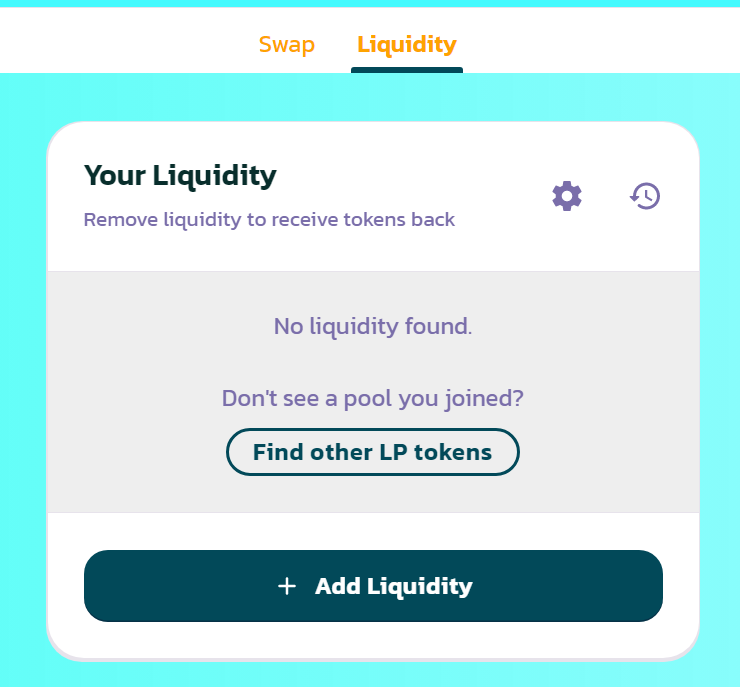 Swap Liquidity
Your Liquidity
Remove liquidity to receive tokens back
No liquidity found.
Don't see a pool you joined?
Find other LP tokens
+ Add Liquidity